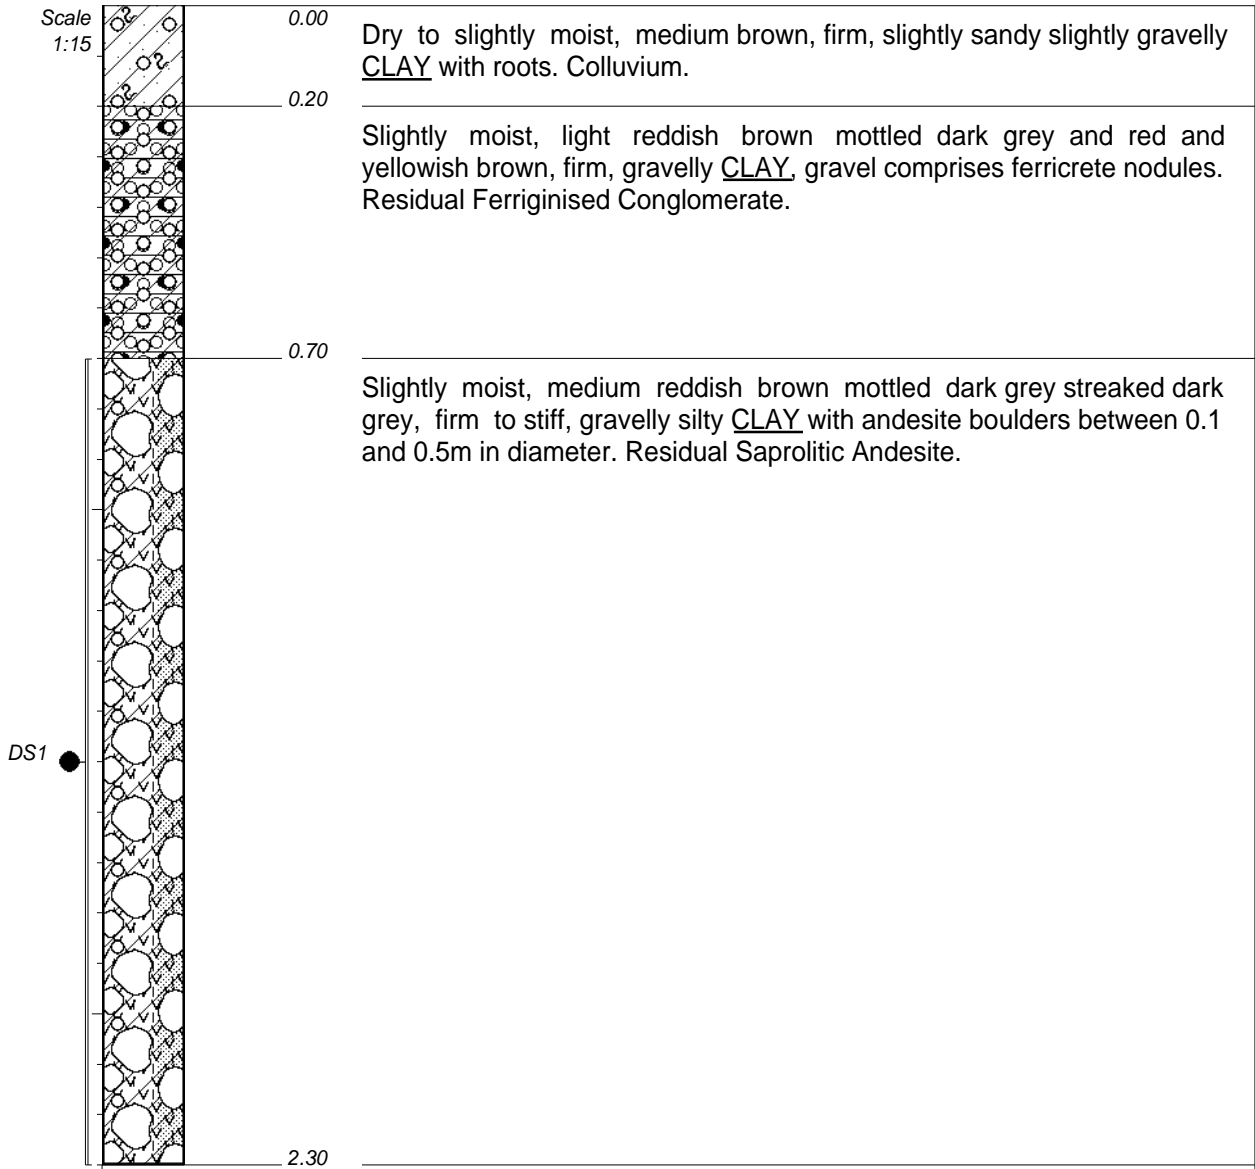 Scale
1:15
0.00
Dry to slightly moist, medium brown, firm, slightly sandy slightly gravelly
CLAY with roots. Colluvium.
0.20
Slightly moist, light reddish brown mottled dark grey and red and
yellowish brown, firm, gravelly CLAY, gravel comprises ferricrete nodules.
Residual Ferriginised Conglomerate.
0.70
Slightly moist, medium reddish brown mottled dark grey streaked dark
grey, firm to stiff, gravelly silty CLAY with andesite boulders between 0.1
and 0.5m in diameter. Residual Saprolitic Andesite.
DS1
2.30